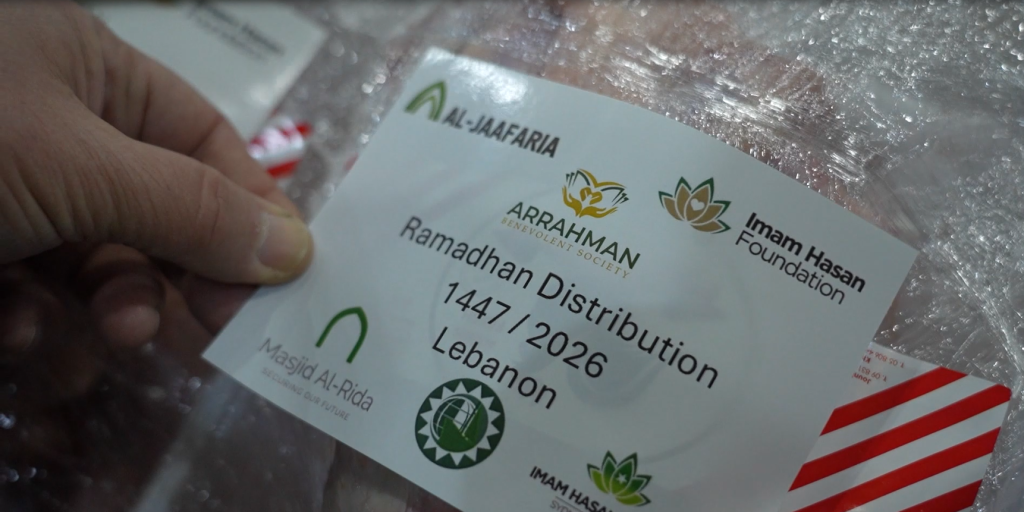 AL-JAAFARIA
ARRAHMAN
BENEVOLENT SOCIETY
Imam Hasan
Foundation
Ramadhan Distribution
1447 / 2026
Lebanon
Masjid Al-Rida
SECURING OUR FUTURE
IMAM HASAN